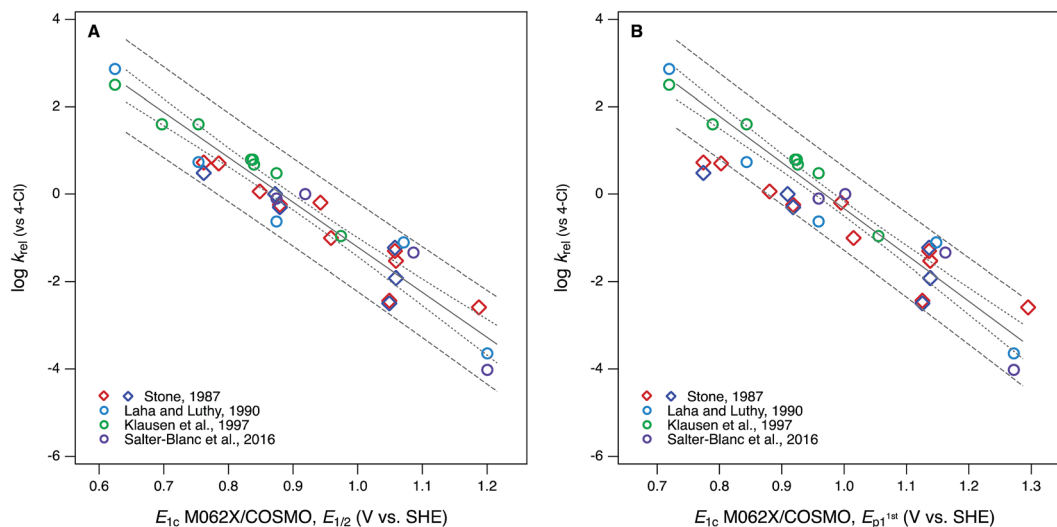 A
4
2
0
-2
-4
-6
log krel (vs 4-Cl)
Stone, 1987
Laha and Luthy, 1990
Klausen et al., 1997
Salter-Blanc et al., 2016
0.6 0.7 0.8 0.9 1.0 1.1 1.2
E1c M062X/COSMO, E1/2 (V vs. SHE)
B
4
2
0
-2
-4
-6
log krel (vs 4-Cl)
Stone, 1987
Laha and Luthy, 1990
Klausen et al., 1997
Salter-Blanc et al., 2016
0.7 0.8 0.9 1.0 1.1 1.2 1.3
E1c M062X/COSMO, Ep1 1st (V vs. SHE)